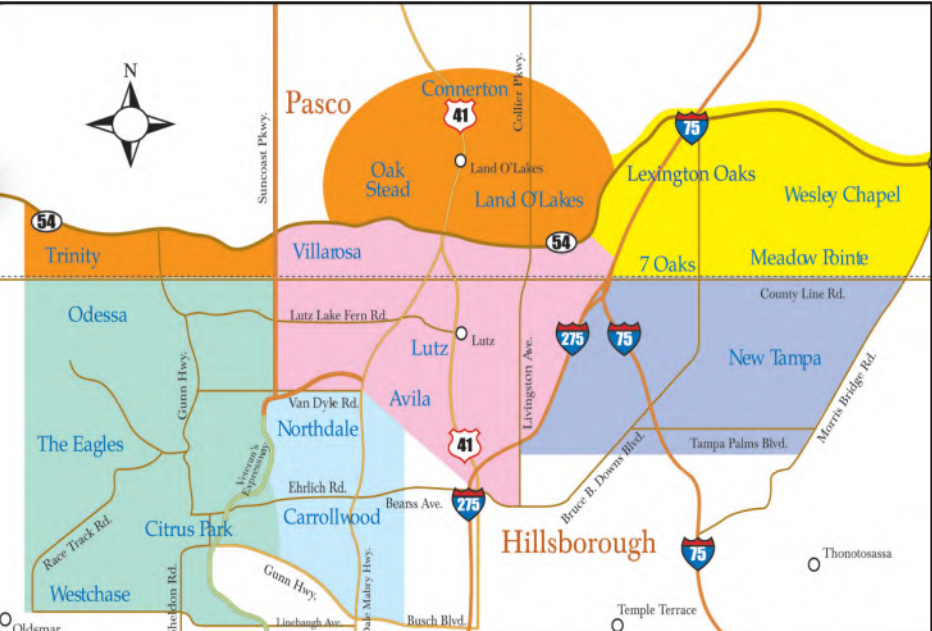 N
Pasco
Suncoast Pkwy.
Connerton
41
Collier Pkwy.
75
Land O'Lakes
Oak
Stead
Land O'Lakes
Lexington Oaks
Wesley Chapel
54
Trinity
Villarosa
54
7 Oaks
Meadow Pointe
County Line Rd.
Odessa
Lutz Lake Fern Rd.
Lutz
Lutz
Livingston Ave.
275
75
New Tampa
Morris Bridge Rd.
Gunn Hwy.
Avila
Van Dyke Rd.
Northdale
The Eagles
Veteran's
Expressway
41
Bruce B. Downs Blvd.
Tampa Palms Blvd.
Ehrlich Rd.
Bearss Ave.
275
Race Track Rd.
Citrus Park
Carrollwood
Hillsborough
75
Thonotosassa
Gunn Hwy.
Westchase
Sheldon Rd.
Dale Mabry Hwy.
Temple Terrace
Oldsmar
Linebaugh Ave.
Busch Blvd.